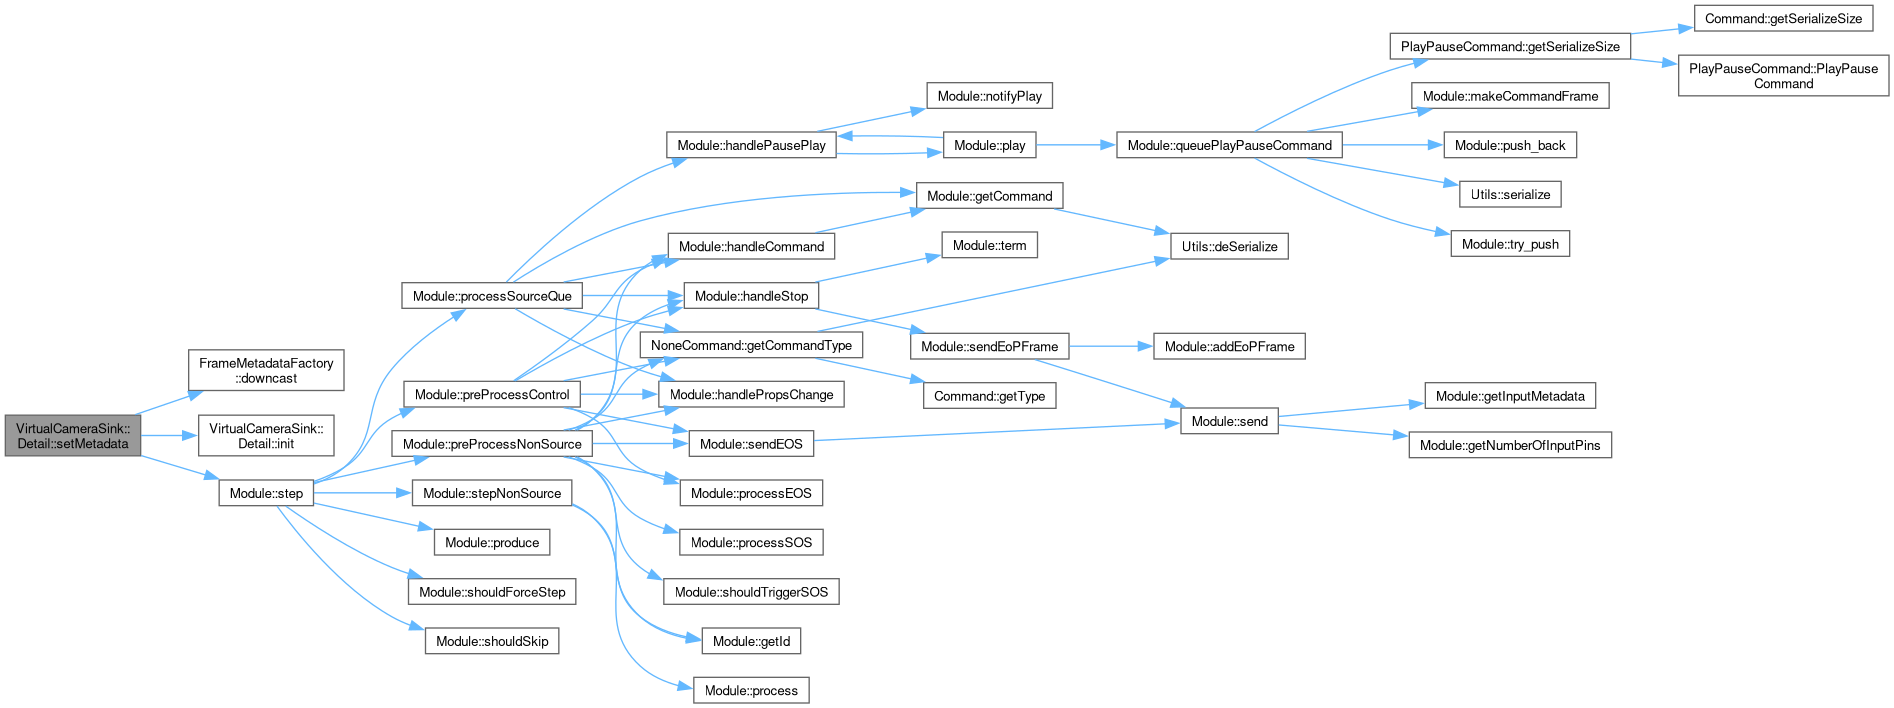 VirtualCameraSink::
Detail::setMetadata
FrameMetadataFactory
::downcast
VirtualCameraSink::
Detail::init
Module::step
Module::processSourceQue
Module::preProcessControl
Module::preProcessNonSource
Module::stepNonSource
Module::produce
Module::shouldForceStep
Module::shouldSkip
Module::handlePausePlay
Module::handleCommand
Module::handleStop
NoneCommand::getCommandType
Module::handlePropsChange
Module::sendEOS
Module::processEOS
Module::processSOS
Module::shouldTriggerSOS
Module::getId
Module::process
Module::notifyPlay
Module::play
Module::getCommand
Module::term
Module::sendEoPFrame
Command::getType
Module::queuePlayPauseCommand
Utils::deSerialize
Module::addEoPFrame
Module::send
PlayPauseCommand::getSerializeSize
Module::makeCommandFrame
Module::push_back
Utils::serialize
Module::try_push
Module::getInputMetadata
Module::getNumberOfInputPins
Command::getSerializeSize
PlayPauseCommand::PlayPause
Command